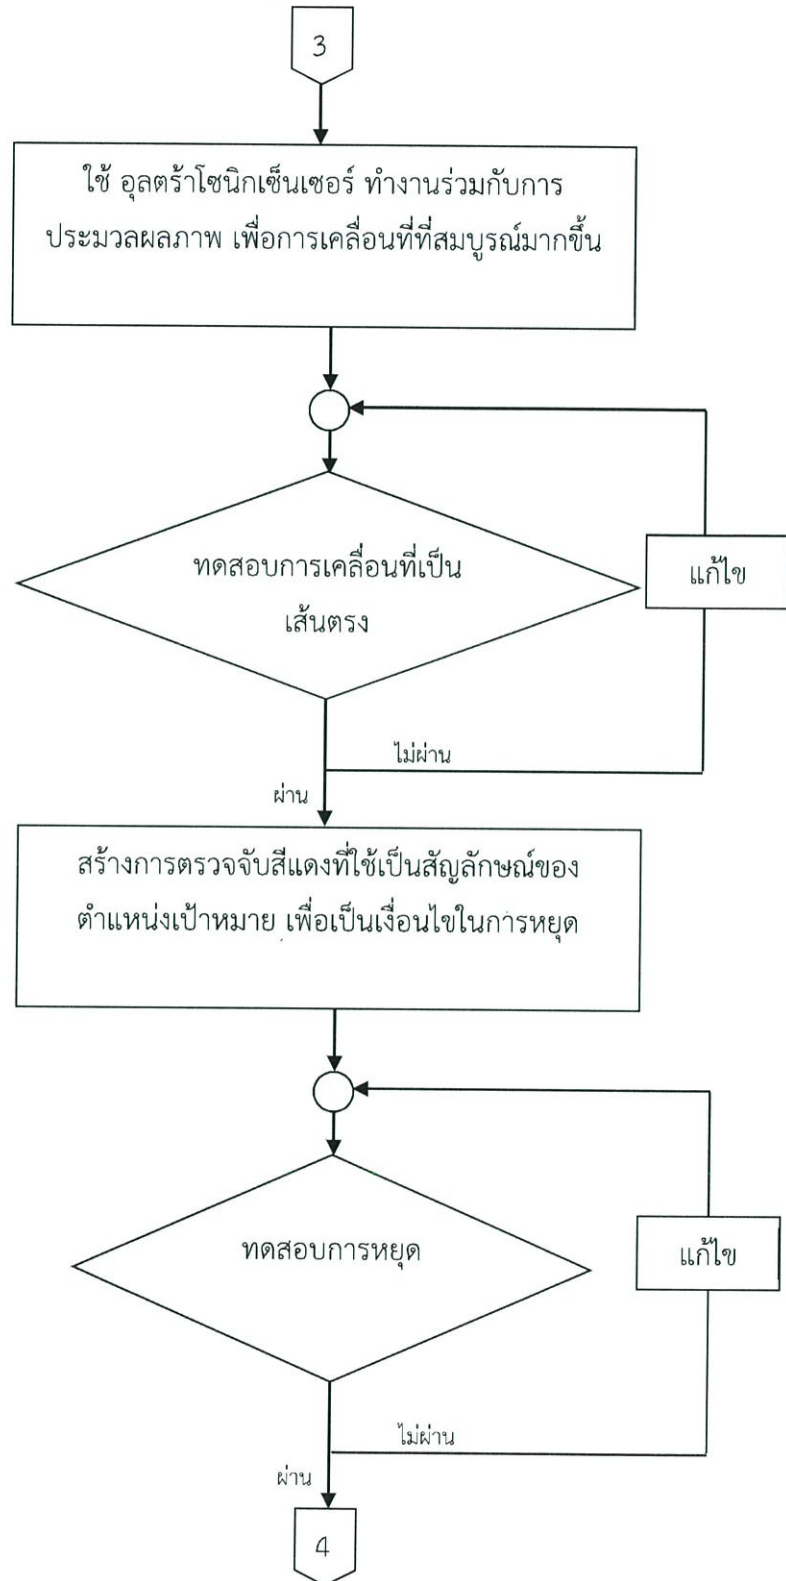 3
ใช้ อุลตร้าโซนิกเซ็นเซอร์ ทำงานร่วมกับการ
ประมวลผลภาพ เพื่อการเคลื่อนที่ที่สมบูรณ์มากขึ้น
ทดสอบการเคลื่อนที่เป็น
เส้นตรง
แก้ไข
ไม่ผ่าน
ผ่าน
สร้างการตรวจจับสีแดงที่ใช้เป็นสัญลักษณ์ของ
ตำแหน่งเป้าหมาย เพื่อเป็นเงื่อนไขในการหยุด
ทดสอบการหยุด
แก้ไข
ไม่ผ่าน
ผ่าน
4